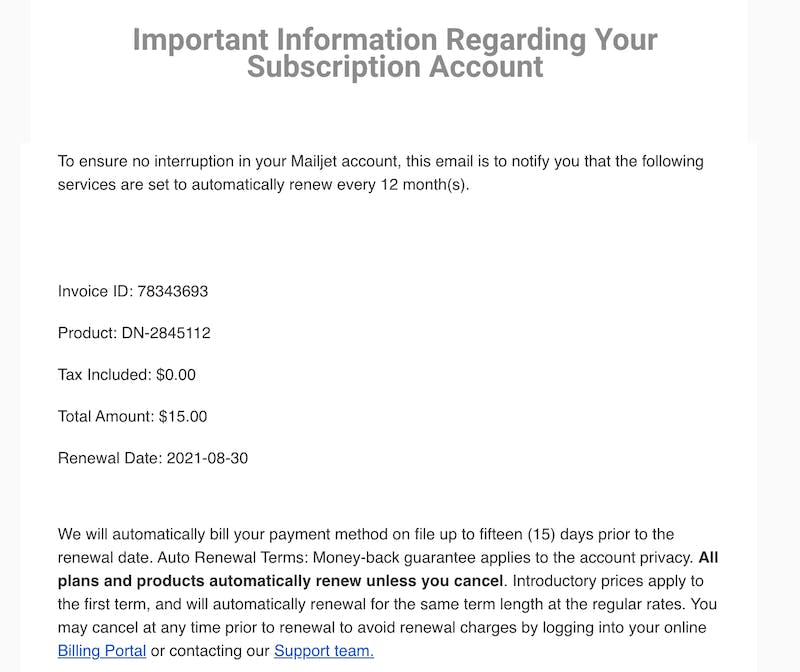 Important Information Regarding Your
Subscription Account
To ensure no interruption in your Mailjet account, this email is to notify you that the following
services are set to automatically renew every 12 month(s).
Invoice ID: 78343693
Product: DN-2845112
Tax Included: $0.00
Total Amount: $15.00
Renewal Date: 2021-08-30
We will automatically bill your payment method on file up to fifteen (15) days prior to the
renewal date. Auto Renewal Terms: Money-back guarantee applies to the account privacy. All
plans and products automatically renew unless you cancel. Introductory prices apply to
the first term, and will automatically renewal for the same term length at the regular rates. You
may cancel at any time prior to renewal to avoid renewal charges by logging into your online
Billing Portal or contacting our Support team.